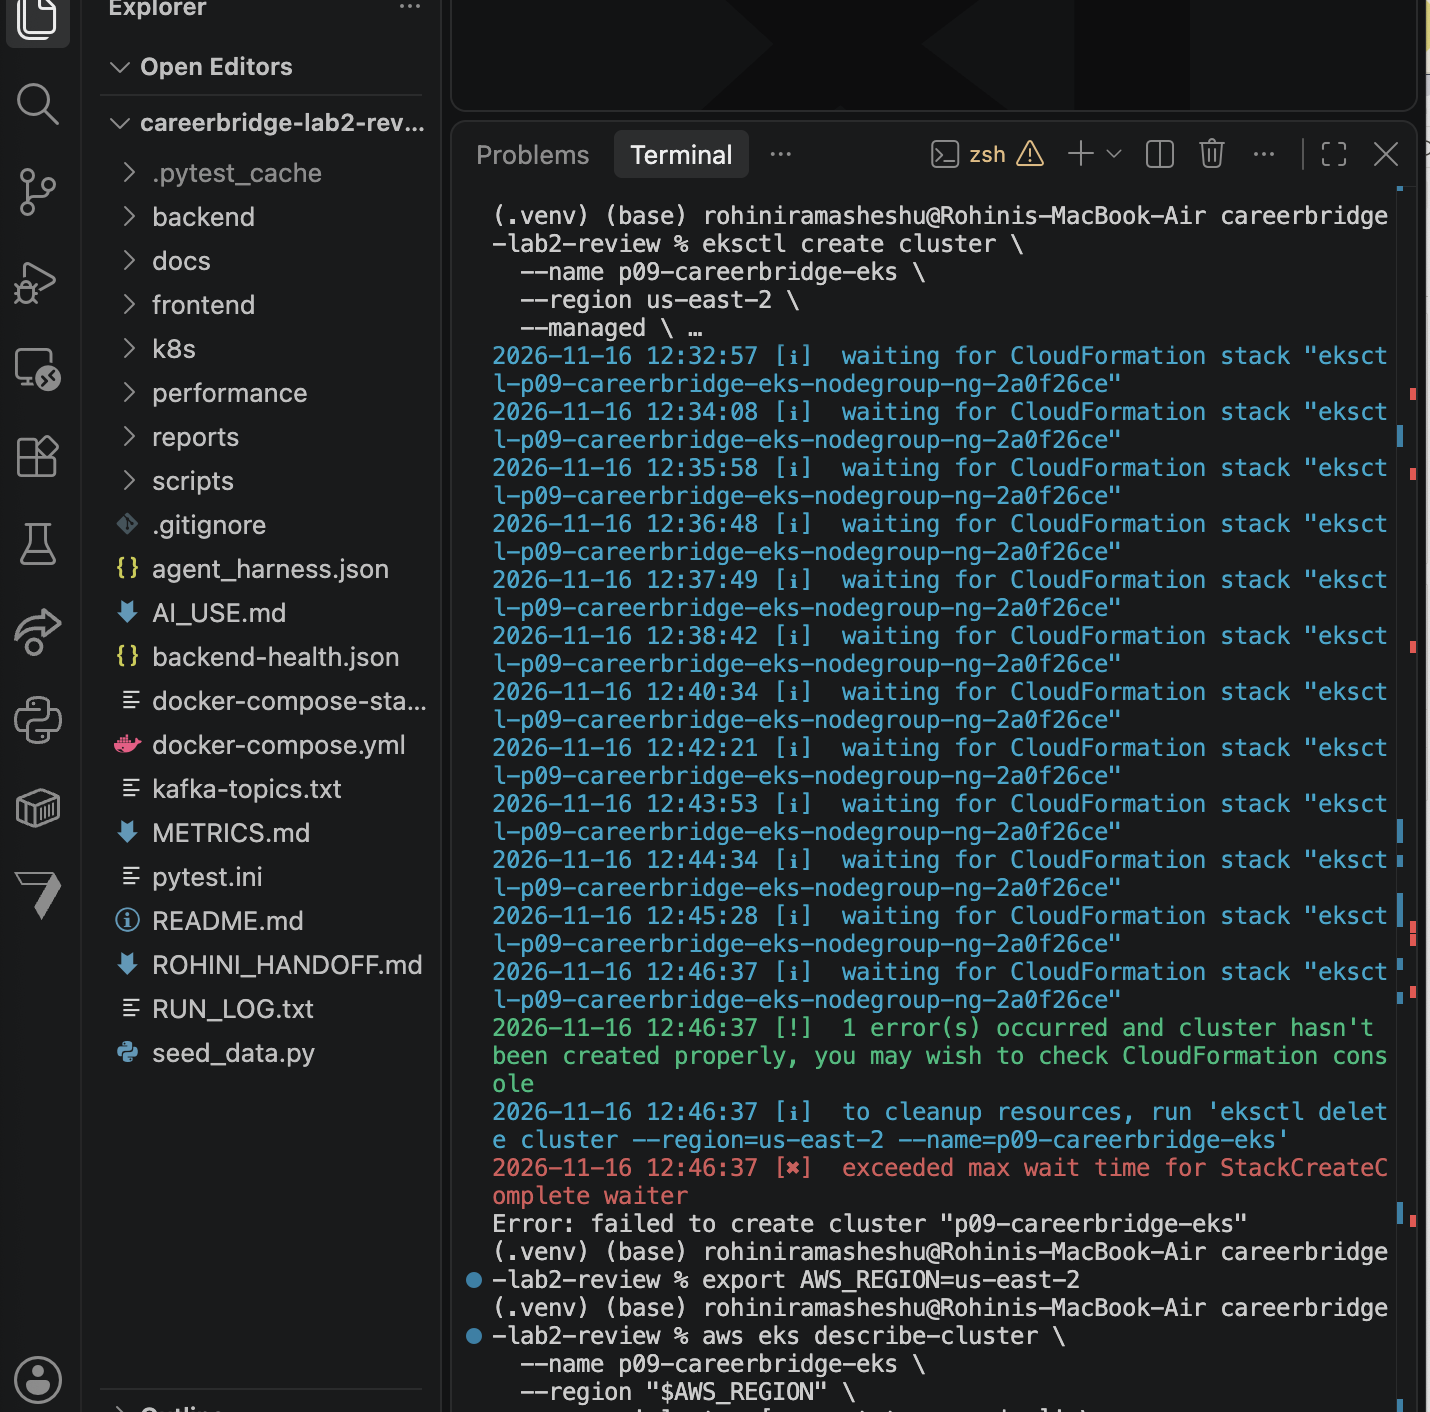 Explorer
Open Editors
careerbridge-lab2-rev...
.pytest_cache
backend
docs
frontend
k8s
performance
reports
scripts
.gitignore
agent_harness.json
AI_USE.md
backend-health.json
docker-compose-sta...
docker-compose.yml
kafka-topics.txt
METRICS.md
pytest.ini
README.md
ROHINI_HANDOFF.md
RUN_LOG.txt
seed_data.py
Problems Terminal ... zsh
(.venv) (base) rohiniramasheshu@Rohinis-MacBook-Air careerbridge
-lab2-review % eksctl create cluster \
--name p09-careerbridge-eks \
--region us-east-2 \
--managed \ …
2026-11-16 12:32:57 [ℹ]  waiting for CloudFormation stack "eksct
l-p09-careerbridge-eks-nodegroup-ng-2a0f26ce"
2026-11-16 12:34:08 [ℹ]  waiting for CloudFormation stack "eksct
l-p09-careerbridge-eks-nodegroup-ng-2a0f26ce"
2026-11-16 12:35:58 [ℹ]  waiting for CloudFormation stack "eksct
l-p09-careerbridge-eks-nodegroup-ng-2a0f26ce"
2026-11-16 12:36:48 [ℹ]  waiting for CloudFormation stack "eksct
l-p09-careerbridge-eks-nodegroup-ng-2a0f26ce"
2026-11-16 12:37:49 [ℹ]  waiting for CloudFormation stack "eksct
l-p09-careerbridge-eks-nodegroup-ng-2a0f26ce"
2026-11-16 12:38:42 [ℹ]  waiting for CloudFormation stack "eksct
l-p09-careerbridge-eks-nodegroup-ng-2a0f26ce"
2026-11-16 12:40:34 [ℹ]  waiting for CloudFormation stack "eksct
l-p09-careerbridge-eks-nodegroup-ng-2a0f26ce"
2026-11-16 12:42:21 [ℹ]  waiting for CloudFormation stack "eksct
l-p09-careerbridge-eks-nodegroup-ng-2a0f26ce"
2026-11-16 12:43:53 [ℹ]  waiting for CloudFormation stack "eksct
l-p09-careerbridge-eks-nodegroup-ng-2a0f26ce"
2026-11-16 12:44:34 [ℹ]  waiting for CloudFormation stack "eksct
l-p09-careerbridge-eks-nodegroup-ng-2a0f26ce"
2026-11-16 12:45:28 [ℹ]  waiting for CloudFormation stack "eksct
l-p09-careerbridge-eks-nodegroup-ng-2a0f26ce"
2026-11-16 12:46:37 [ℹ]  waiting for CloudFormation stack "eksct
l-p09-careerbridge-eks-nodegroup-ng-2a0f26ce"
2026-11-16 12:46:37 [!]  1 error(s) occurred and cluster hasn't
been created properly, you may wish to check CloudFormation cons
ole
2026-11-16 12:46:37 [ℹ]  to cleanup resources, run 'eksctl delet
e cluster --region=us-east-2 --name=p09-careerbridge-eks'
2026-11-16 12:46:37 [✖]  exceeded max wait time for StackCreateC
omplete waiter
Error: failed to create cluster "p09-careerbridge-eks"
(.venv) (base) rohiniramasheshu@Rohinis-MacBook-Air careerbridge
-lab2-review % export AWS_REGION=us-east-2
(.venv) (base) rohiniramasheshu@Rohinis-MacBook-Air careerbridge
-lab2-review % aws eks describe-cluster \
--name p09-careerbridge-eks \
--region "$AWS_REGION" \